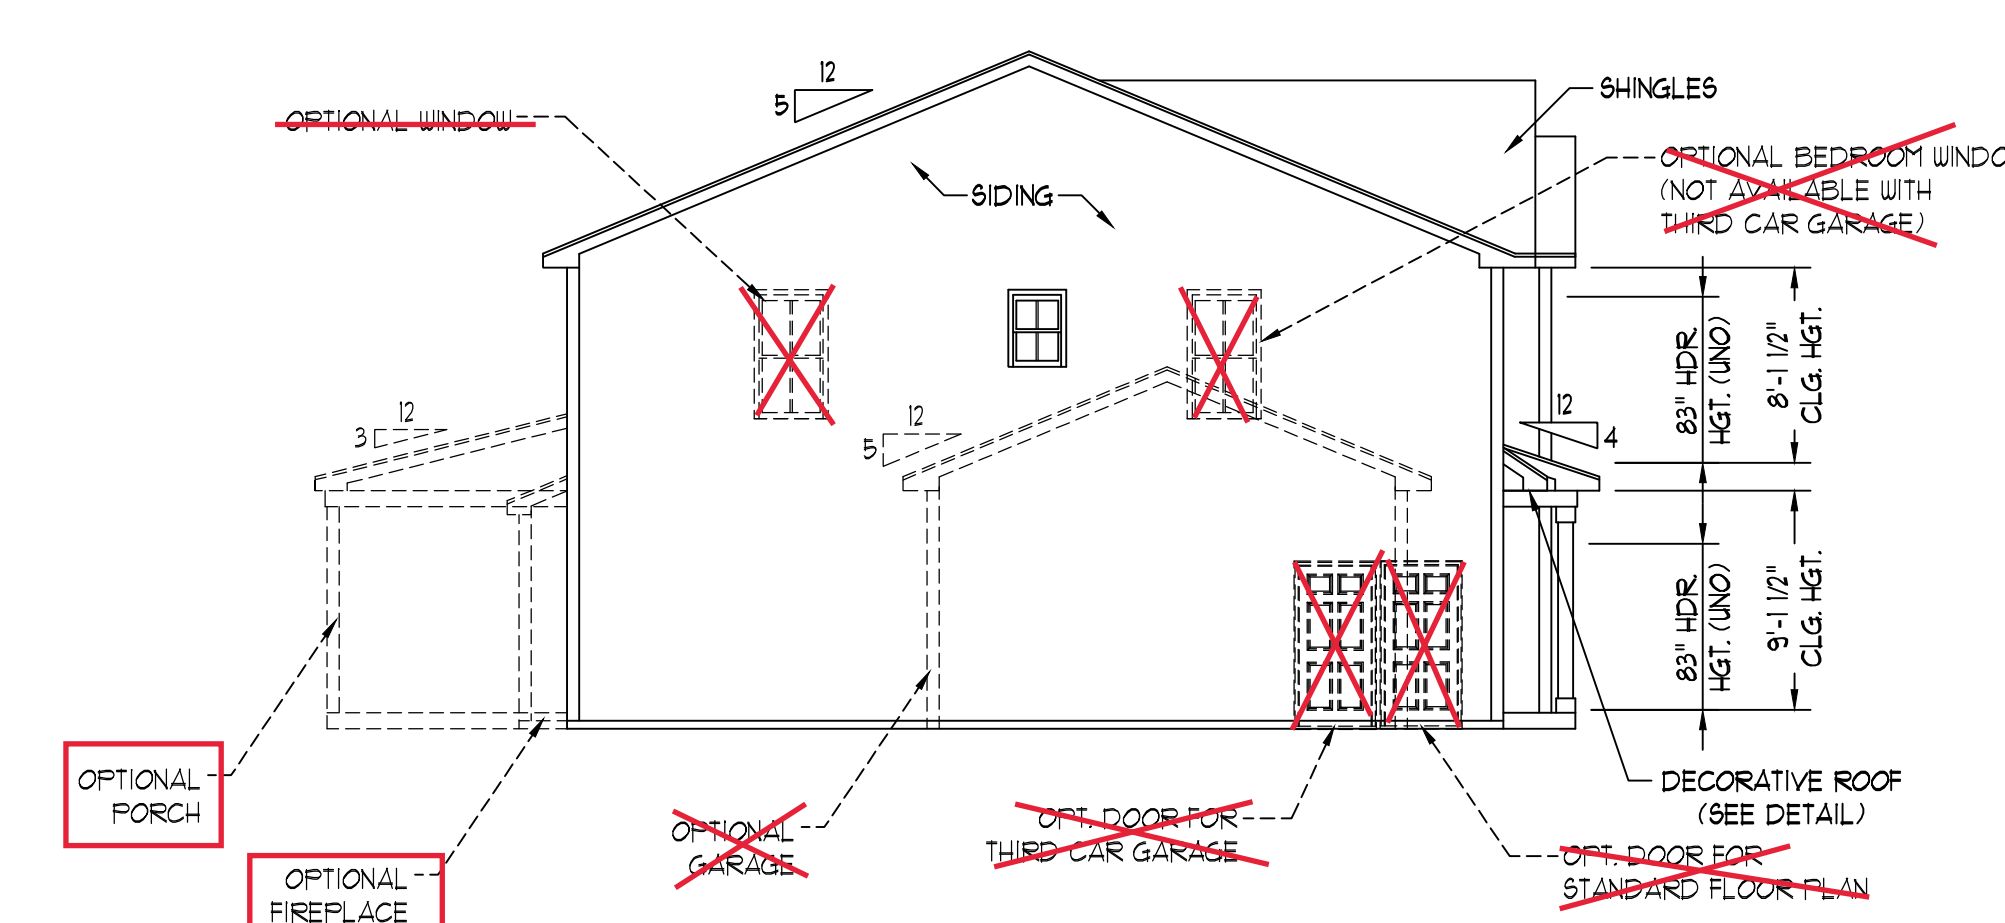 12
5
OPTIONAL WINDOW
SHINGLES
SIDING
OPTIONAL BEDROOM WINDO
(NOT AVAILABLE WITH
THIRD CAR GARAGE)
83" HDR.
HGT. (UNO)
8'-1 1/2"
CLG. HGT.
12
3
12
5
12
4
83" HDR.
HGT. (UNO)
9'-1 1/2"
CLG. HGT.
OPTIONAL
PORCH
OPTIONAL
FIREPLACE
OPTIONAL
GARAGE
OPT. DOOR FOR
THIRD CAR GARAGE
OPT. DOOR FOR
STANDARD FLOOR PLAN
DECORATIVE ROOF
(SEE DETAIL)